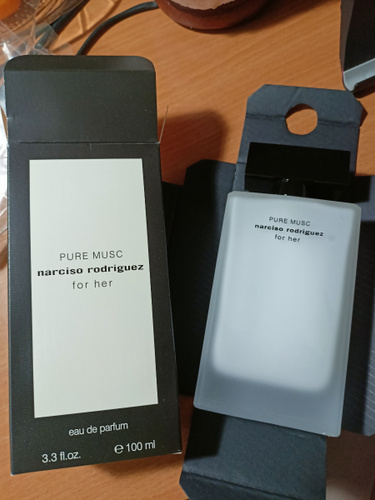 PURE MUSC
narciso rodriguez
for her
eau de parfum
3.3 fl.oz. ℮ 100 ml
PURE MUSC
narciso rodriguez
for her